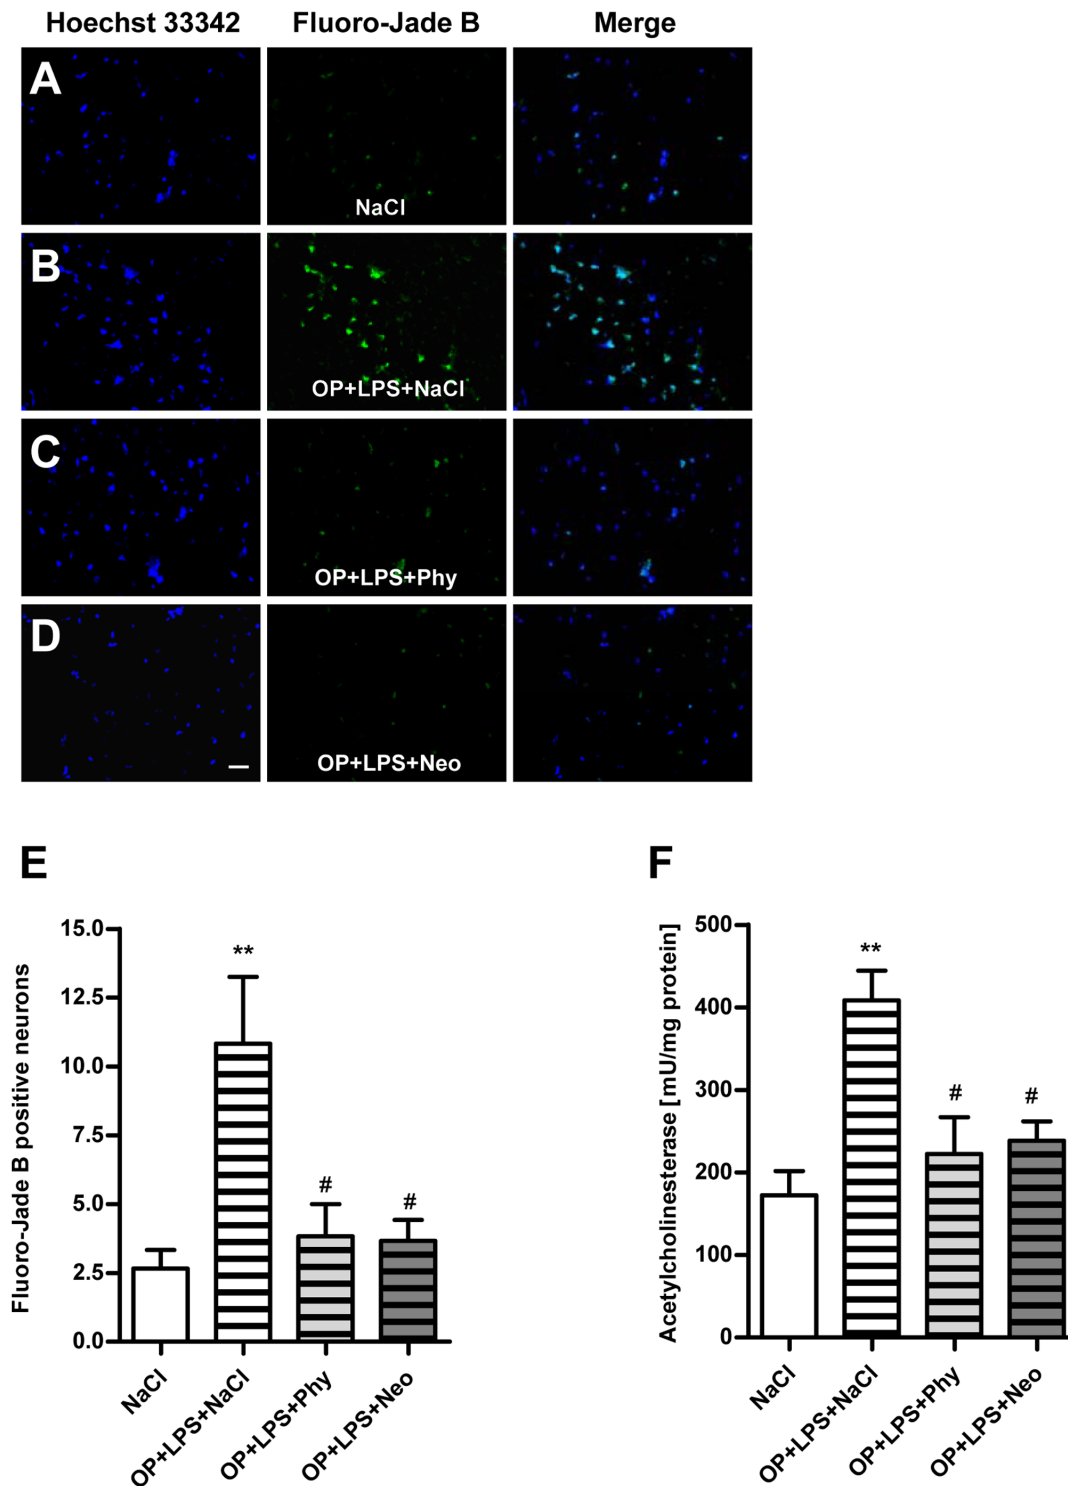 Hoechst 33342 Fluoro-Jade B Merge
A
NaCl
B
OP+LPS+NaCl
C
OP+LPS+Phy
D
OP+LPS+Neo
E
Fluoro-Jade B positive neurons
15.0
12.5
10.0
7.5
5.0
2.5
0.0
**
#
#
NaCl
OP+LPS+NaCl
OP+LPS+Phy
OP+LPS+Neo
F
Acetylcholinesterase [mU/mg protein]
500
400
300
200
100
0
**
#
#
NaCl
OP+LPS+NaCl
OP+LPS+Phy
OP+LPS+Neo